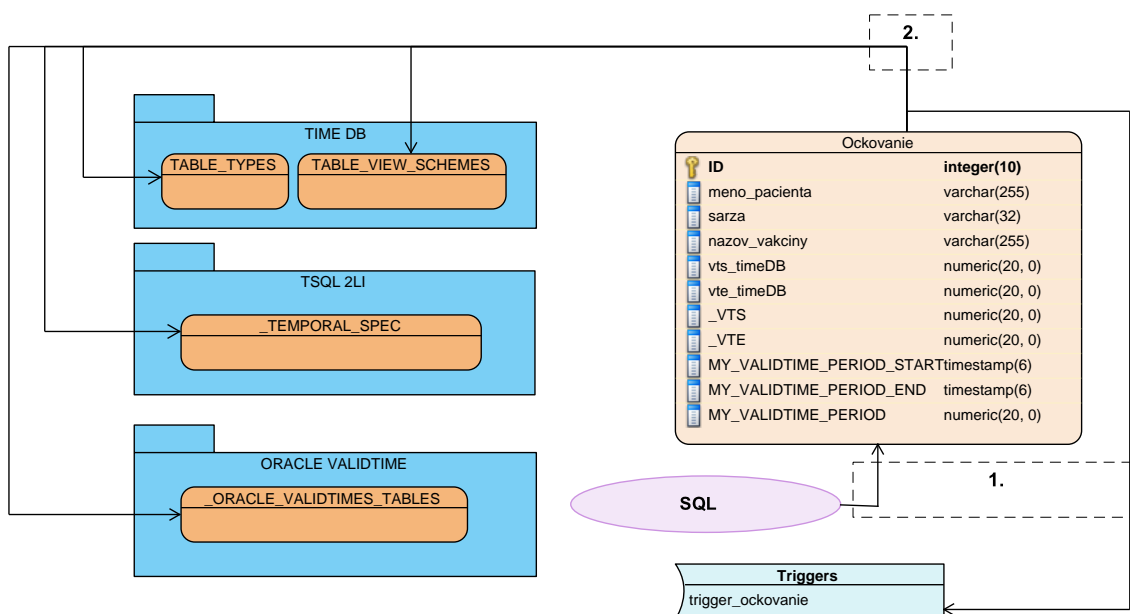 2.
TIME DB
TABLE_TYPES
TABLE_VIEW_SCHEMES
TSQL 2LI
_TEMPORAL_SPEC
ORACLE VALIDTIME
_ORACLE_VALIDTIMES_TABLES
Ockovanie
ID integer(10)
meno_pacienta varchar(255)
sarza varchar(32)
nazov_vakciny varchar(255)
vts_timeDB numeric(20, 0)
vte_timeDB numeric(20, 0)
_VTS numeric(20, 0)
_VTE numeric(20, 0)
MY_VALIDTIME_PERIOD_START timestamp(6)
MY_VALIDTIME_PERIOD_END timestamp(6)
MY_VALIDTIME_PERIOD numeric(20, 0)
1.
SQL
Triggers
trigger_ockovanie